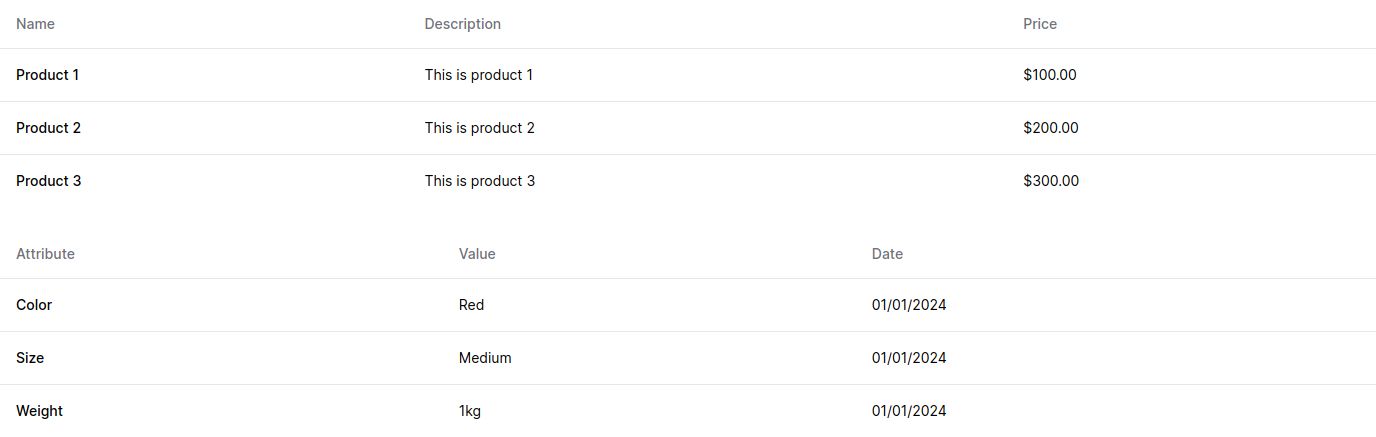 Name Description Price
Product 1 This is product 1 $100.00
Product 2 This is product 2 $200.00
Product 3 This is product 3 $300.00
Attribute Value Date
Color Red 01/01/2024
Size Medium 01/01/2024
Weight 1kg 01/01/2024